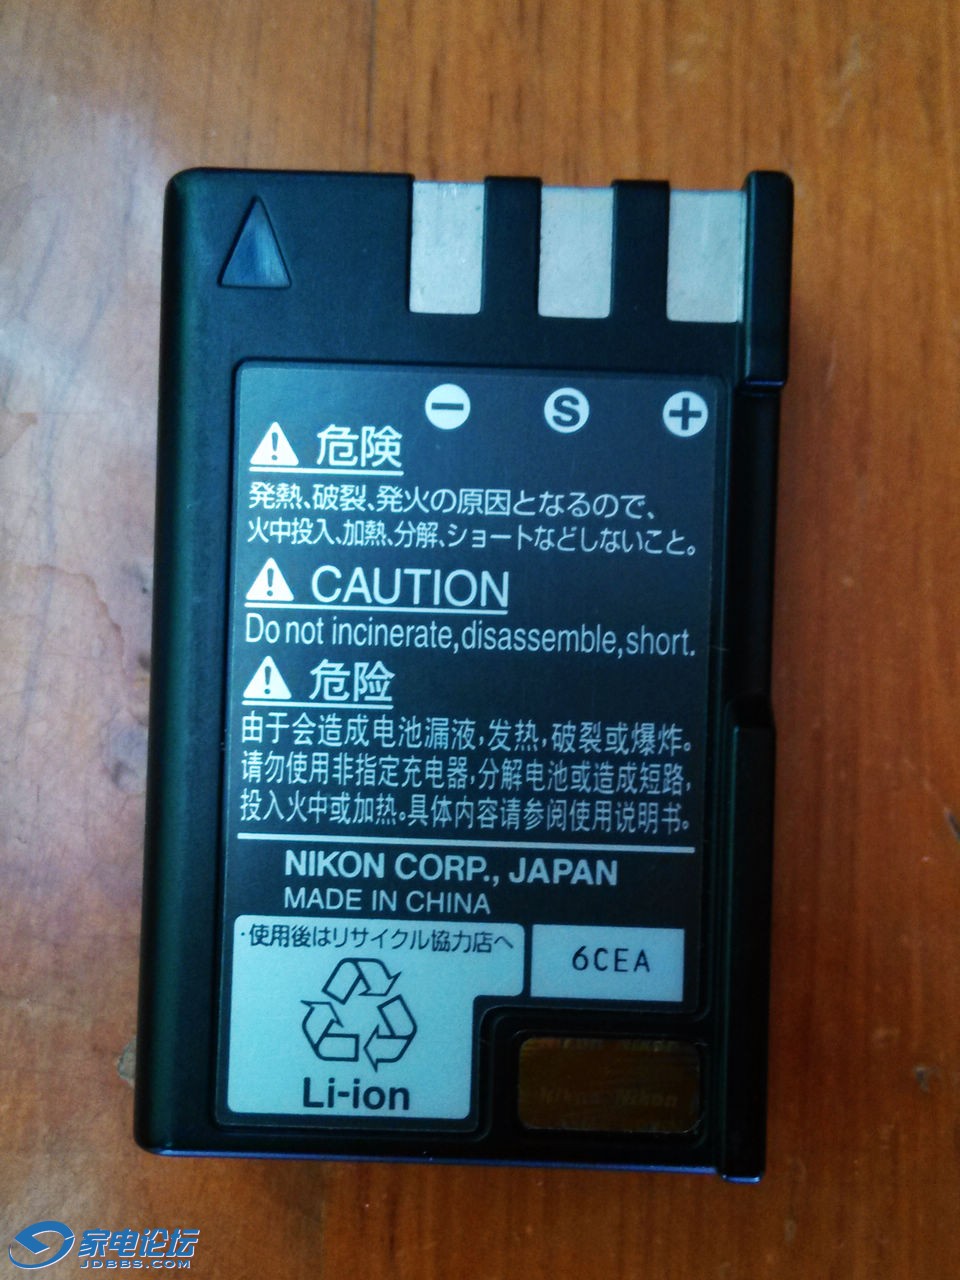 − S +
危険
発熱、破裂、発火の原因となるので、
火中投入、加熱、分解、ショートなどしないこと。
CAUTION
Do not incinerate,disassemble,short.
危险
由于会造成电池漏液,发热,破裂或爆炸。
请勿使用非指定充电器,分解电池或造成短路,
投入火中或加热。具体内容请参阅使用说明书。
NIKON CORP., JAPAN
MADE IN CHINA
・使用後はリサイクル協力店へ
6CEA
Li-ion
Nikon
家电论坛
JDBBS.COM